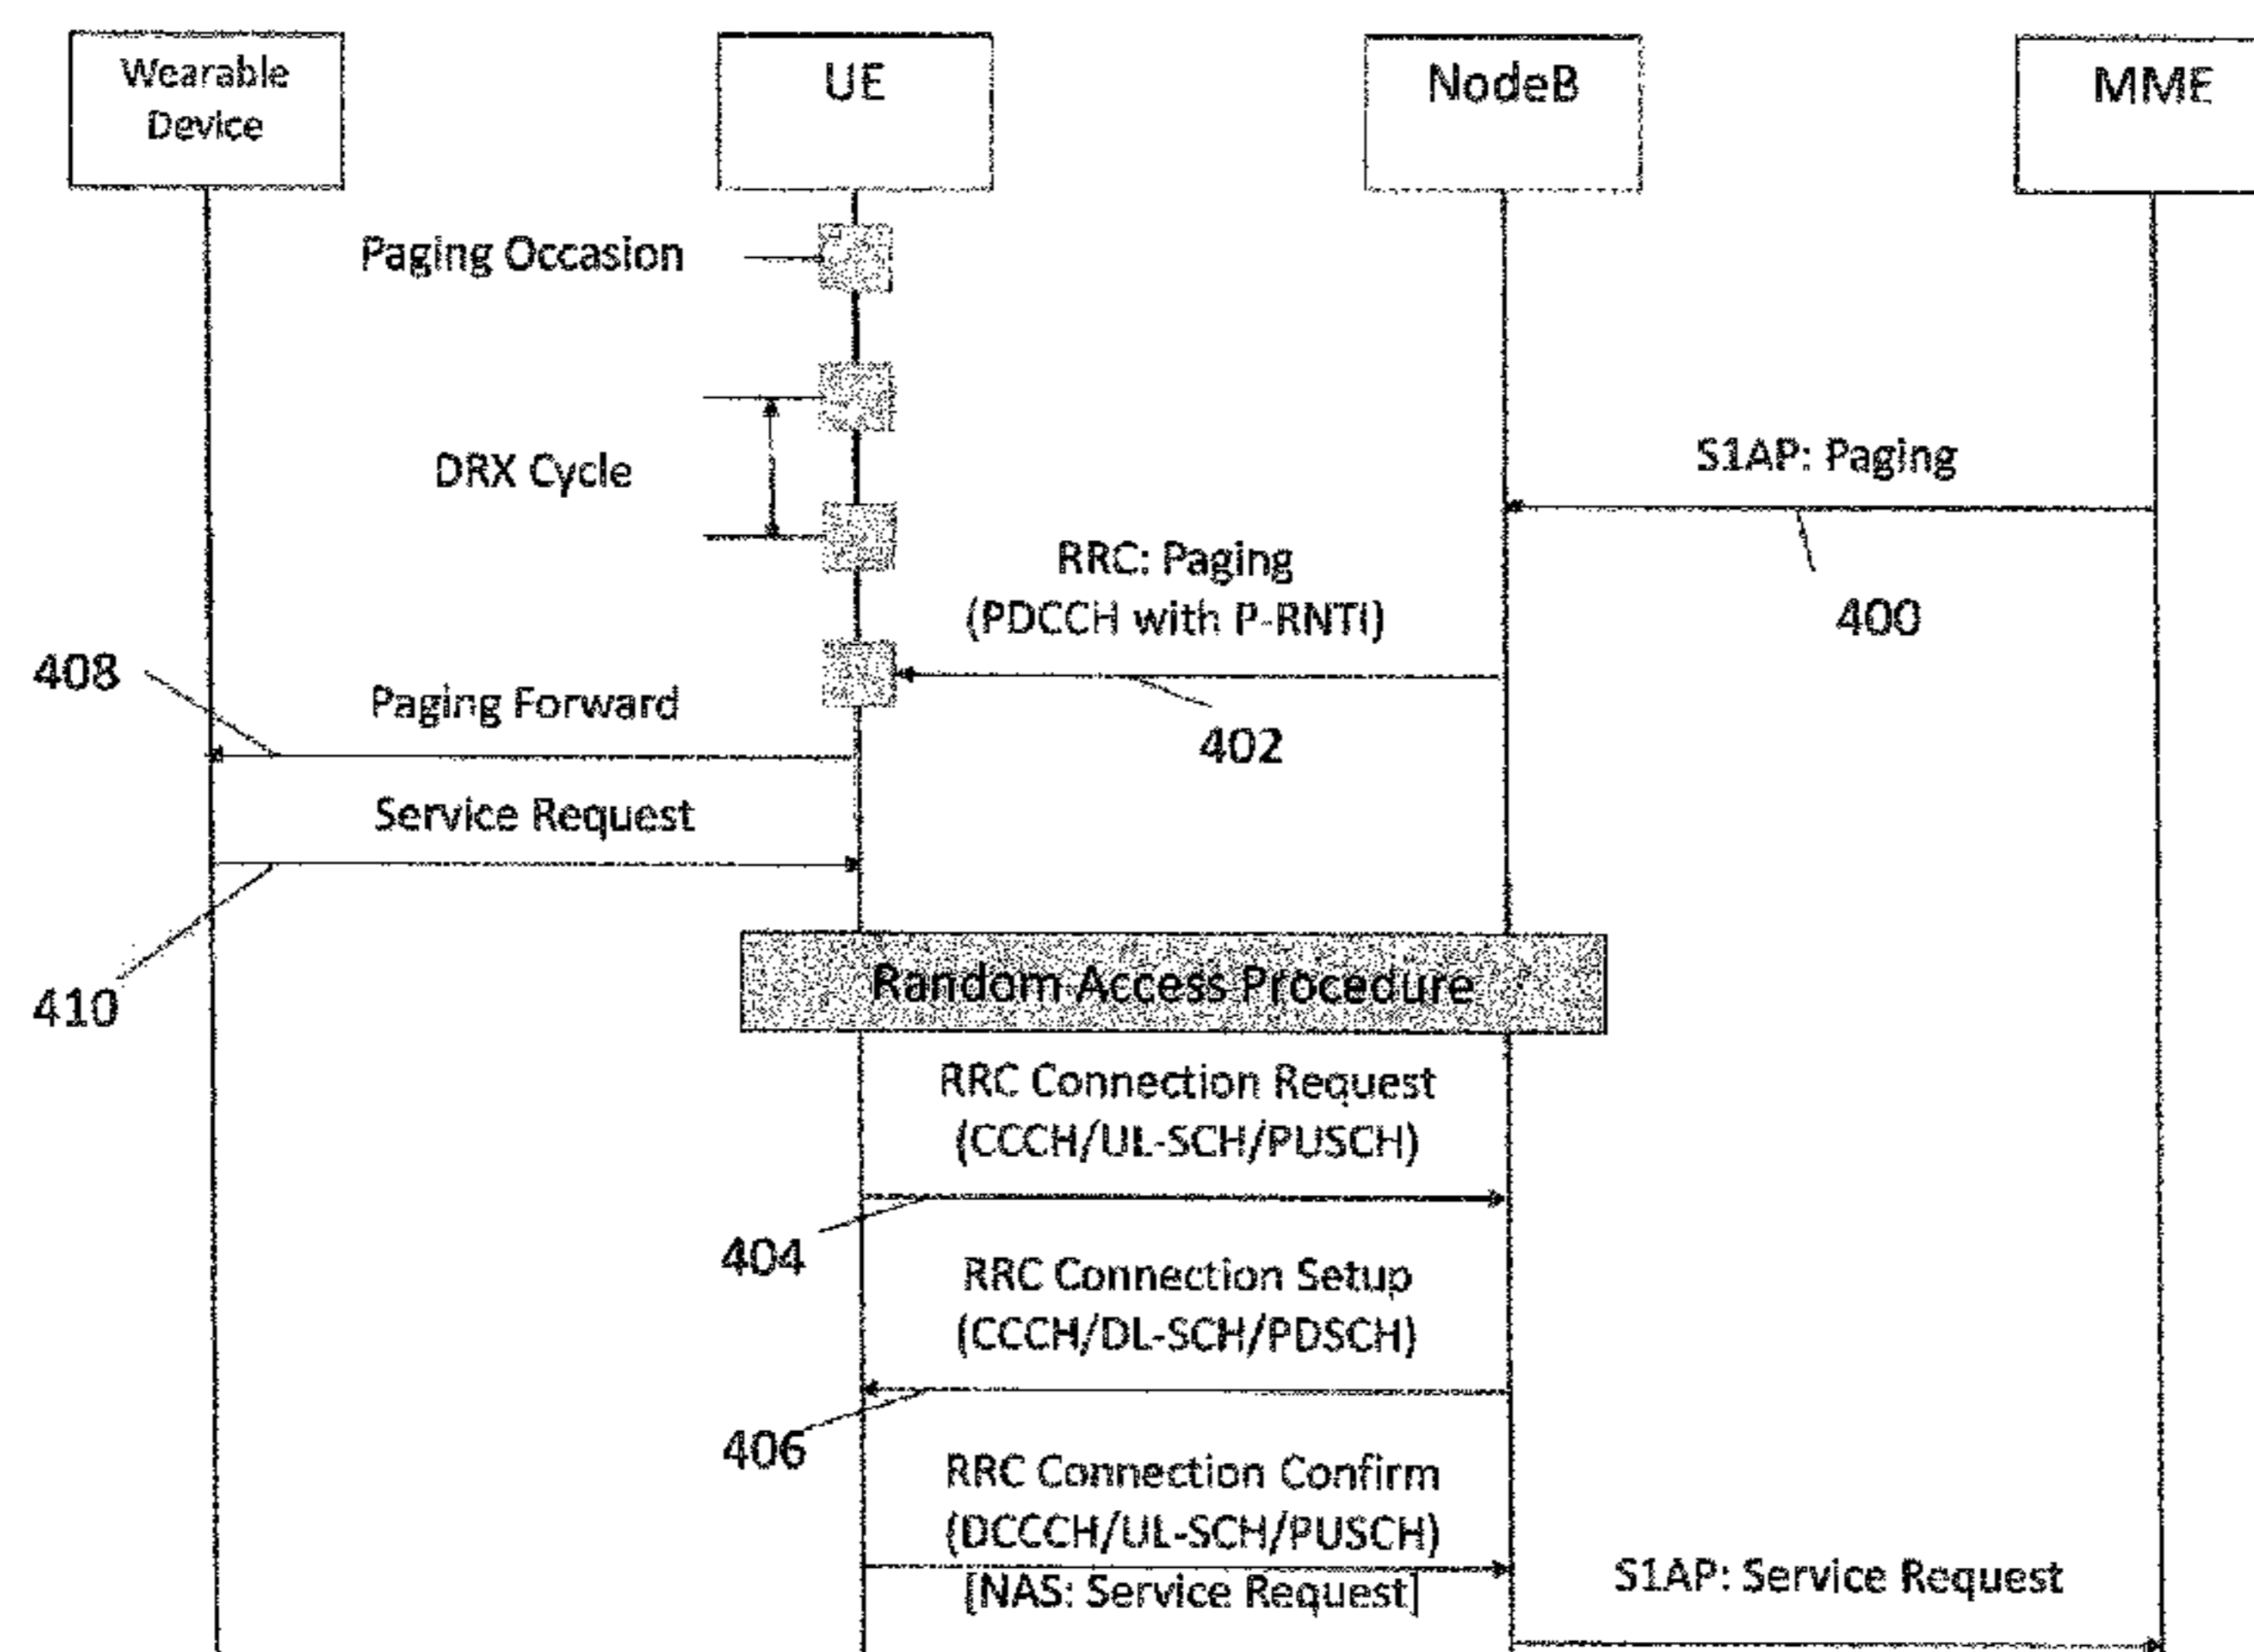 Wearable
Device
UE
NodeB
MME
Paging Occasion
DRX Cycle
S1AP: Paging
400
RRC: Paging
(PDCCH with P-RNTI)
402
408
Paging Forward
Service Request
410
Random Access Procedure
RRC Connection Request
(CCCH/UL-SCH/PUSCH)
404
RRC Connection Setup
(CCCH/DL-SCH/PDSCH)
406
RRC Connection Confirm
(DCCCH/UL-SCH/PUSCH)
[NAS: Service Request]
S1AP: Service Request